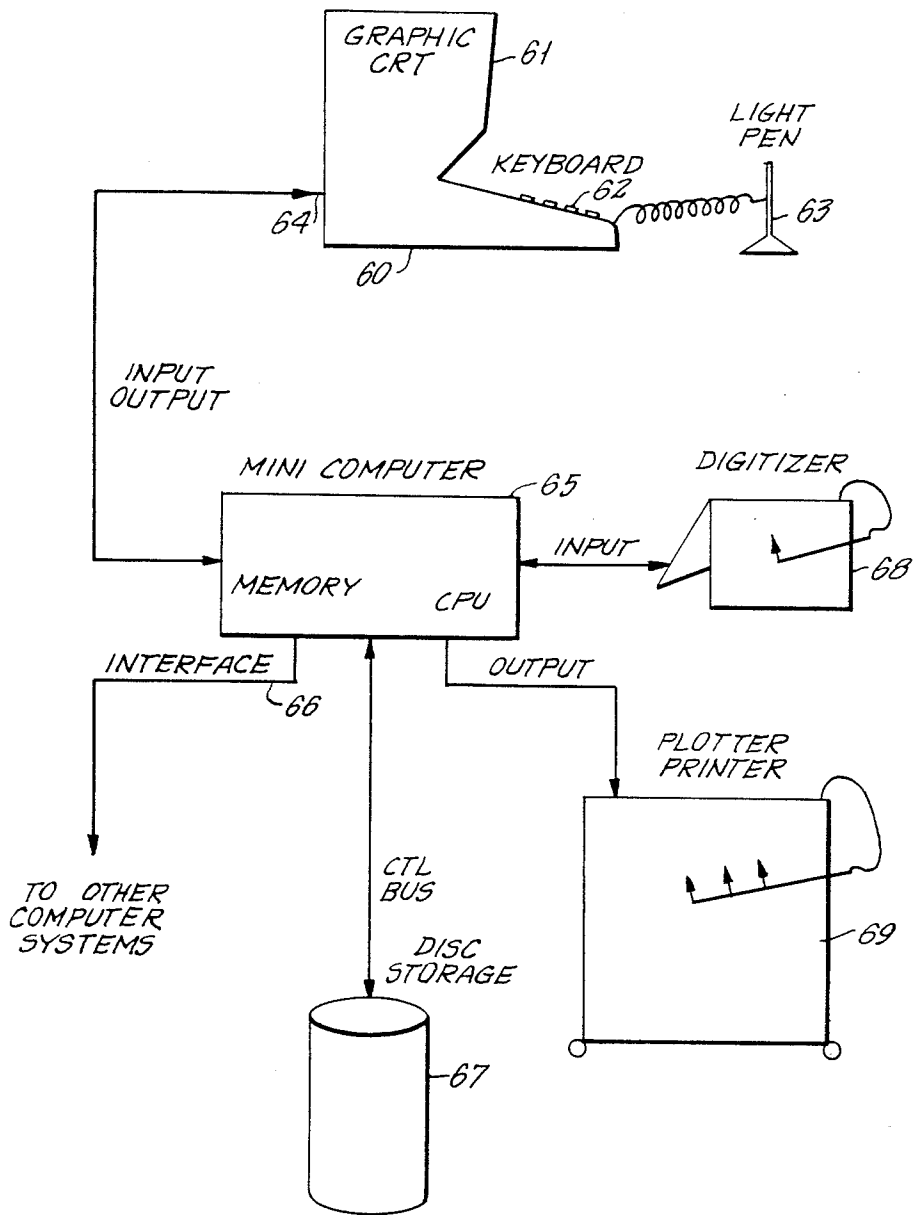 GRAPHIC
CRT
61
LIGHT
PEN
KEYBOARD
62
63
64
60
INPUT
OUTPUT
MINI COMPUTER
65
DIGITIZER
INPUT
68
MEMORY
CPU
INTERFACE
66
OUTPUT
PLOTTER
PRINTER
CTL
BUS
TO OTHER
COMPUTER
SYSTEMS
69
DISC
STORAGE
67